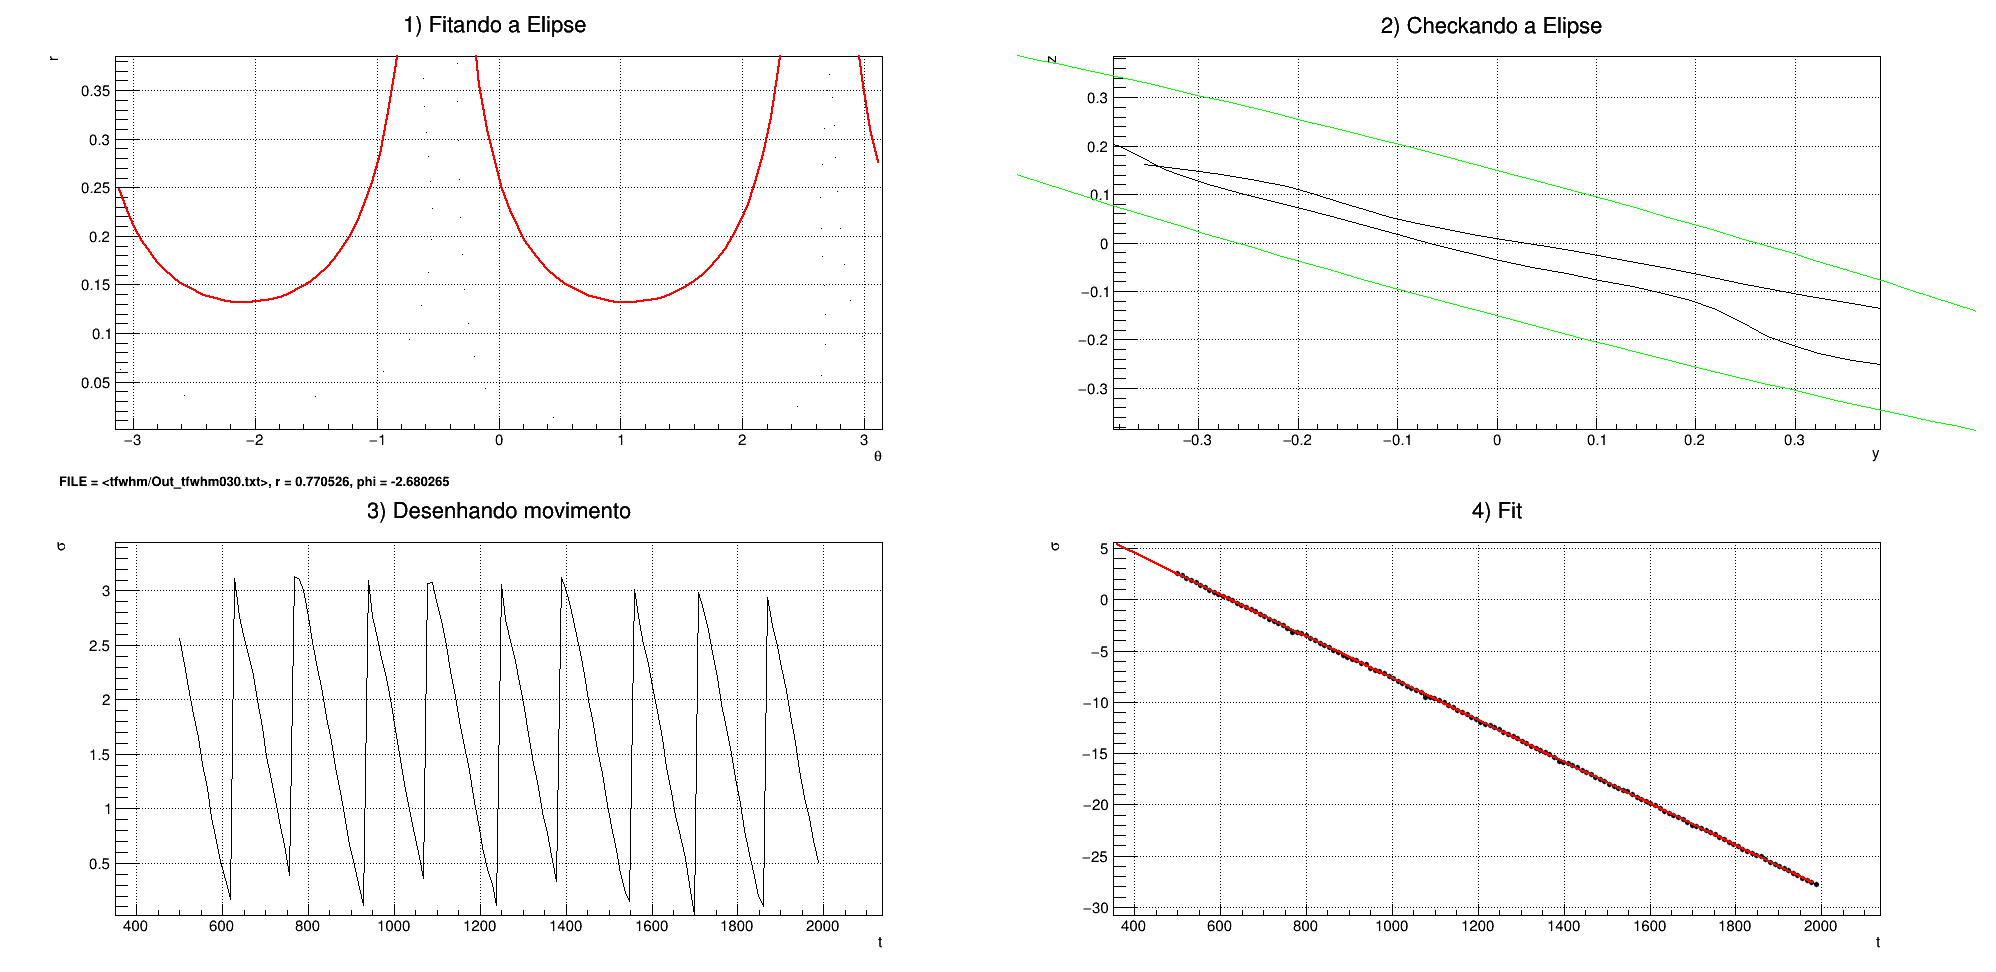 1) Fitando a Elipse
r
0.35
0.3
0.25
0.2
0.15
0.1
0.05
−3 −2 −1 0 1 2 3
θ
2) Checkando a Elipse
z
0.3
0.2
0.1
0
−0.1
−0.2
−0.3
−0.3 −0.2 −0.1 0 0.1 0.2 0.3
y
FILE = <tfwhm/Out_tfwhm030.txt>, r = 0.770526, phi = -2.680265
3) Desenhando movimento
σ
3
2.5
2
1.5
1
0.5
400 600 800 1000 1200 1400 1600 1800 2000
t
4) Fit
σ
5
0
−5
−10
−15
−20
−25
−30
400 600 800 1000 1200 1400 1600 1800 2000
t